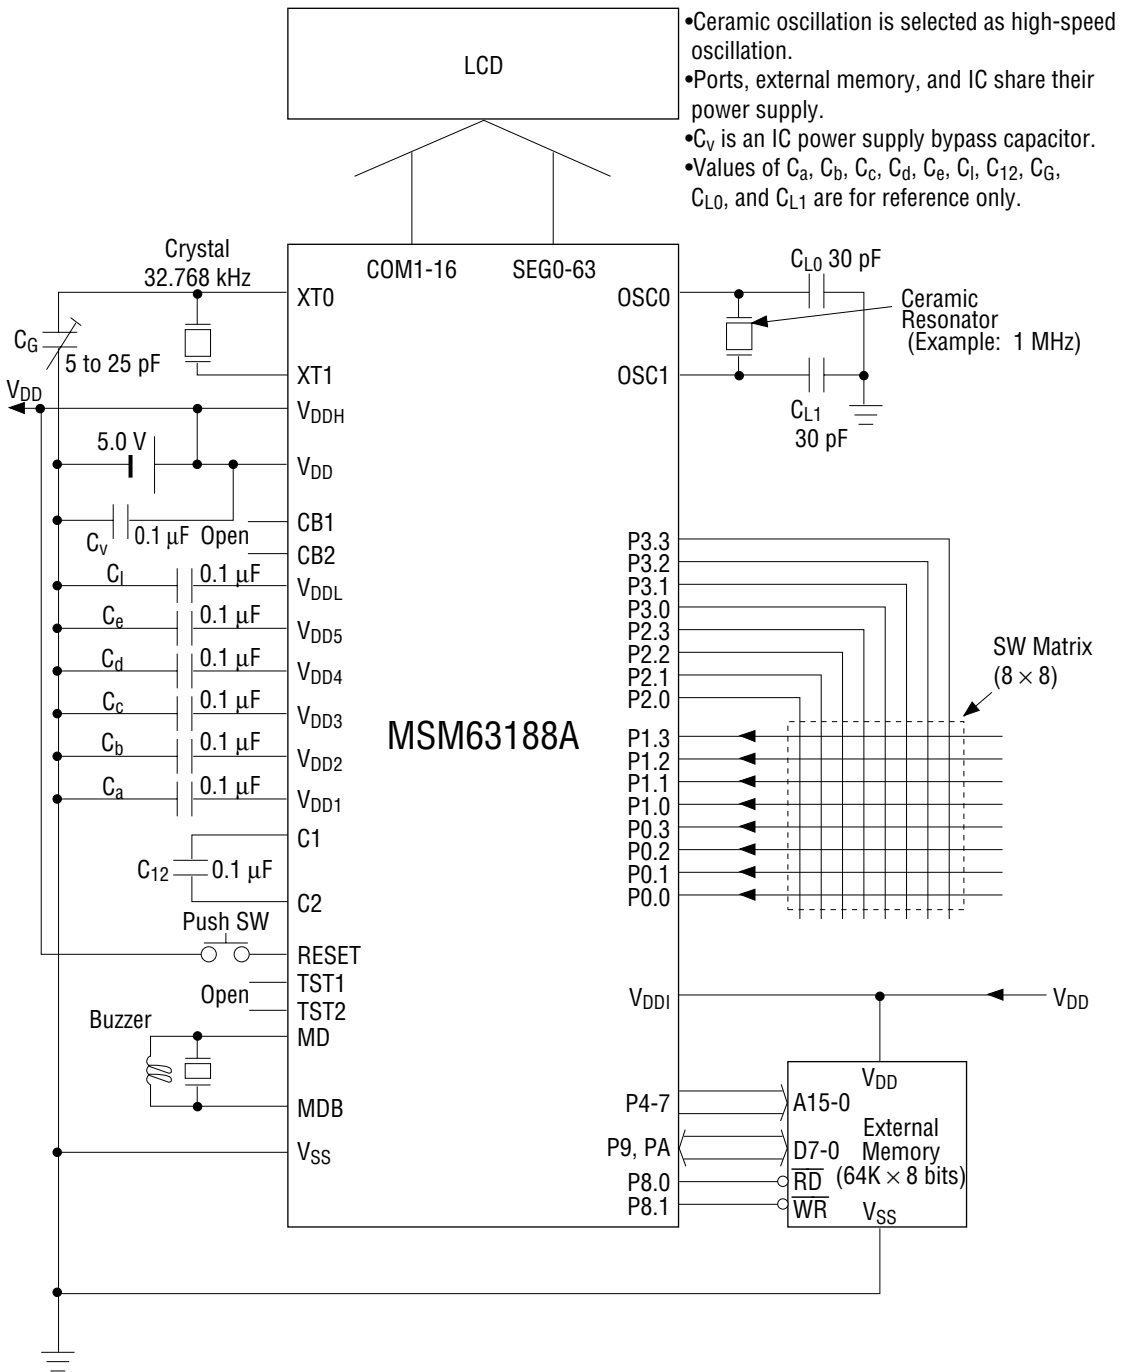 LCD
•Ceramic oscillation is selected as high-speed
oscillation.
•Ports, external memory, and IC share their
power supply.
•Cv is an IC power supply bypass capacitor.
•Values of Ca, Cb, Cc, Cd, Ce, Cl, C12, CG,
CL0, and CL1 are for reference only.
Crystal
32.768 kHz
COM1-16
SEG0-63
XT0
CG
5 to 25 pF
XT1
VDD
VDDH
5.0 V
VDD
Cv
0.1 μF
Open
CB1
CB2
Cl
0.1 μF
VDDL
Ce
0.1 μF
VDD5
Cd
0.1 μF
VDD4
Cc
0.1 μF
VDD3
Cb
0.1 μF
VDD2
Ca
0.1 μF
VDD1
C1
C12
0.1 μF
C2
Push SW
RESET
Open
TST1
TST2
Buzzer
MD
MDB
VSS
MSM63188A
OSC0
CL0 30 pF
Ceramic
Resonator
(Example: 1 MHz)
OSC1
CL1
30 pF
P3.3
P3.2
P3.1
P3.0
P2.3
P2.2
P2.1
P2.0
SW Matrix
(8 × 8)
P1.3
P1.2
P1.1
P1.0
P0.3
P0.2
P0.1
P0.0
VDDI
VDD
VDD
P4-7
A15-0
External
P9, PA
D7-0
Memory
P8.0
RD
(64K × 8 bits)
P8.1
WR
VSS